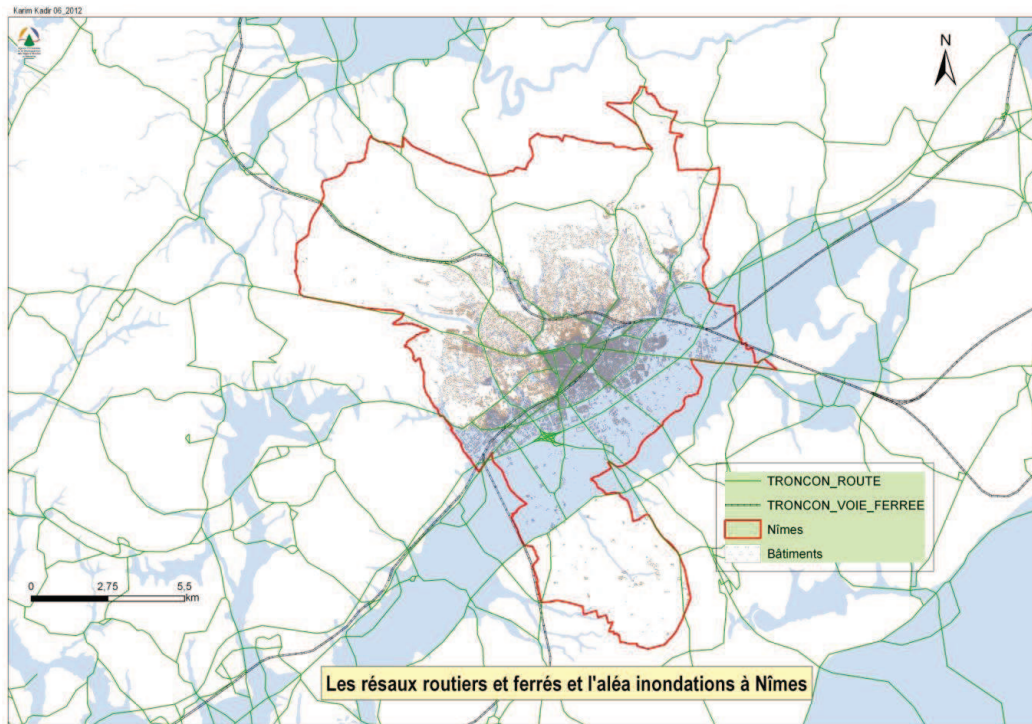 Karim Kadir 06_2012
N
TRONCON_ROUTE
TRONCON_VOIE_FERREE
Nîmes
Bâtiments
0 2,75 5,5
km
Les résaux routiers et ferrés et l'aléa inondations à Nîmes